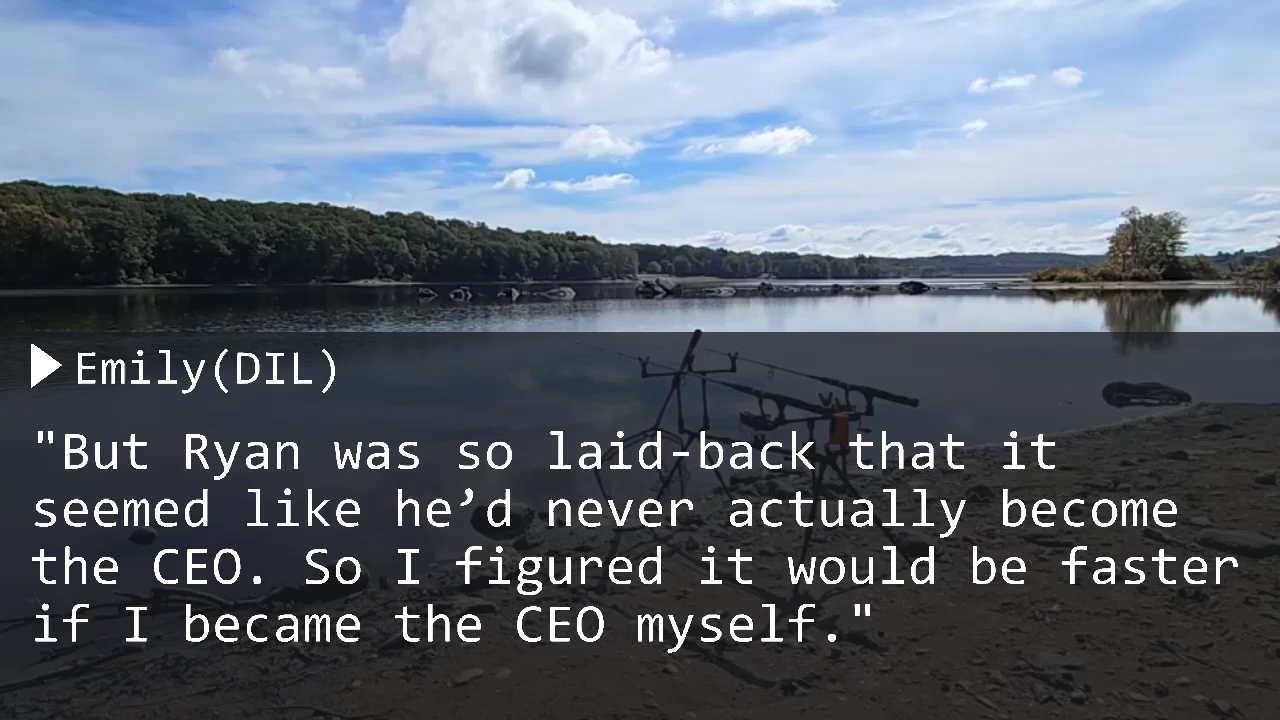 Emily(DIL)
"But Ryan was so laid-back that it
seemed like he’d never actually become
the CEO. So I figured it would be faster
if I became the CEO myself."